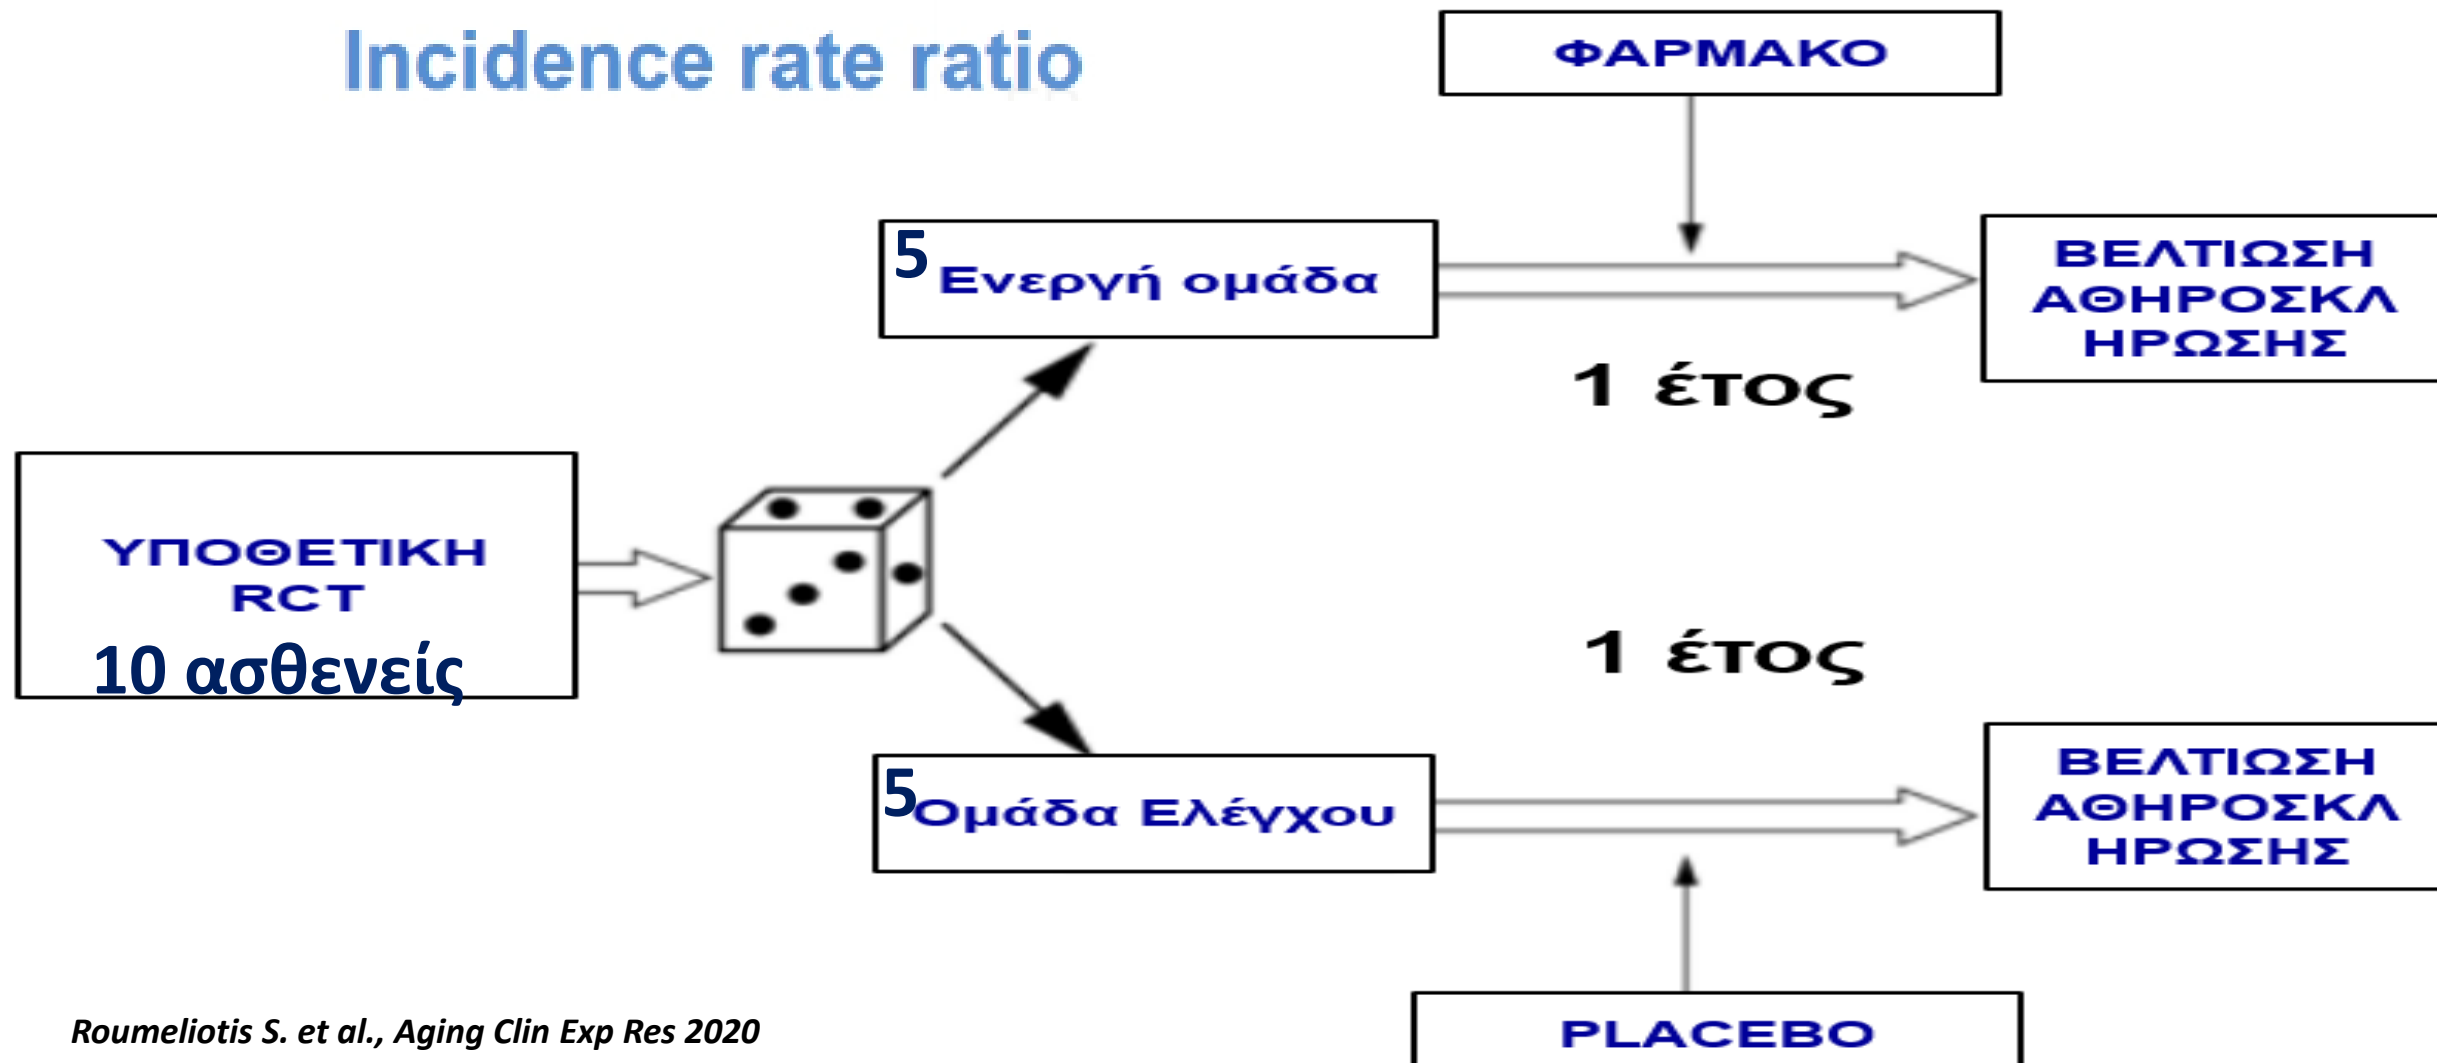 Incidence rate ratio
ΦΑΡΜΑΚΟ
5
Ενεργή ομάδα
ΒΕΛΤΙΩΣΗ
ΑΘΗΡΟΣΚΛ
ΗΡΩΣΗΣ
1 έτος
ΥΠΟΘΕΤΙΚΗ
RCT
10 ασθενείς
1 έτος
5
Ομάδα Ελέγχου
ΒΕΛΤΙΩΣΗ
ΑΘΗΡΟΣΚΛ
ΗΡΩΣΗΣ
PLACEBO
Roumeliotis S. et al., Aging Clin Exp Res 2020